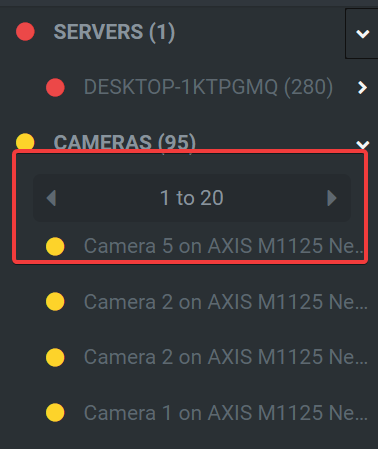 SERVERS (1)
DESKTOP-1KTPGMQ (280)
CAMERAS (95)
1 to 20
Camera 5 on AXIS M1125 Ne...
Camera 2 on AXIS M1125 Ne...
Camera 2 on AXIS M1125 Ne...
Camera 1 on AXIS M1125 Ne...